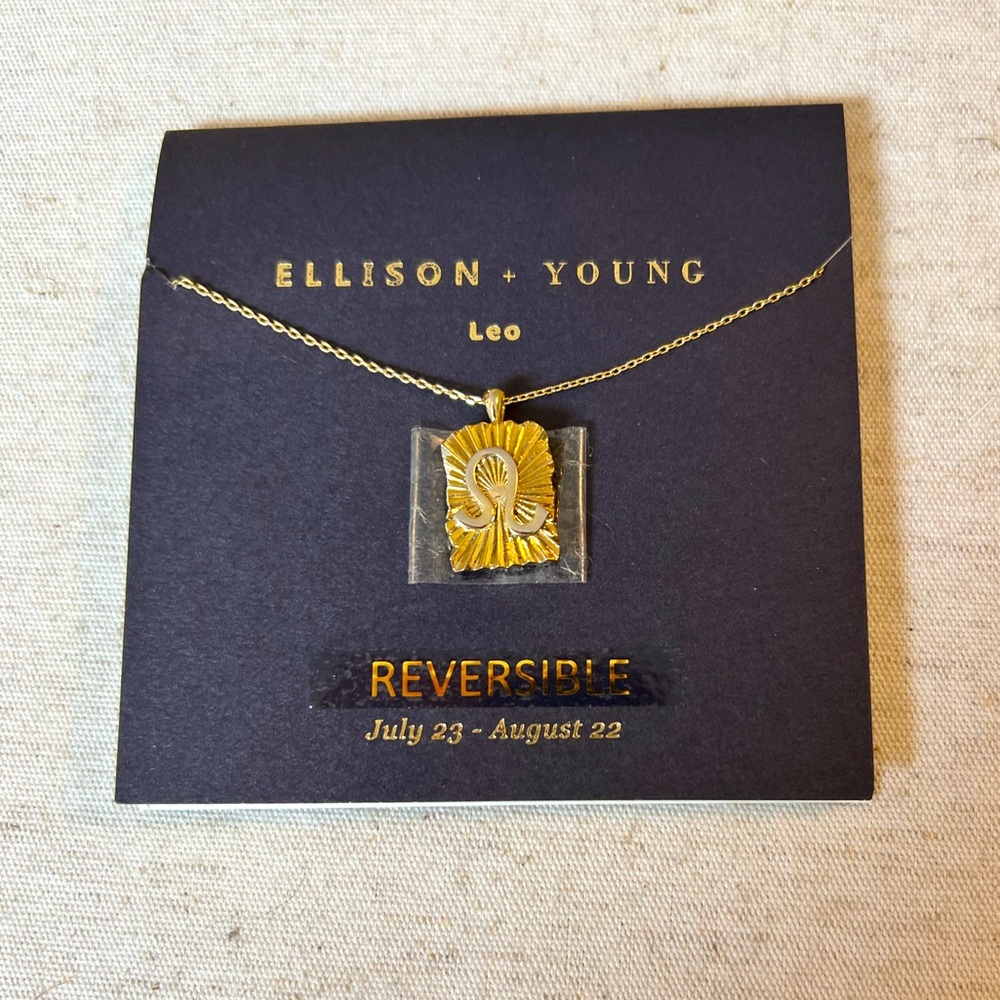 ELLISON + YOUNG
Leo
REVERSIBLE
July 23 - August 22